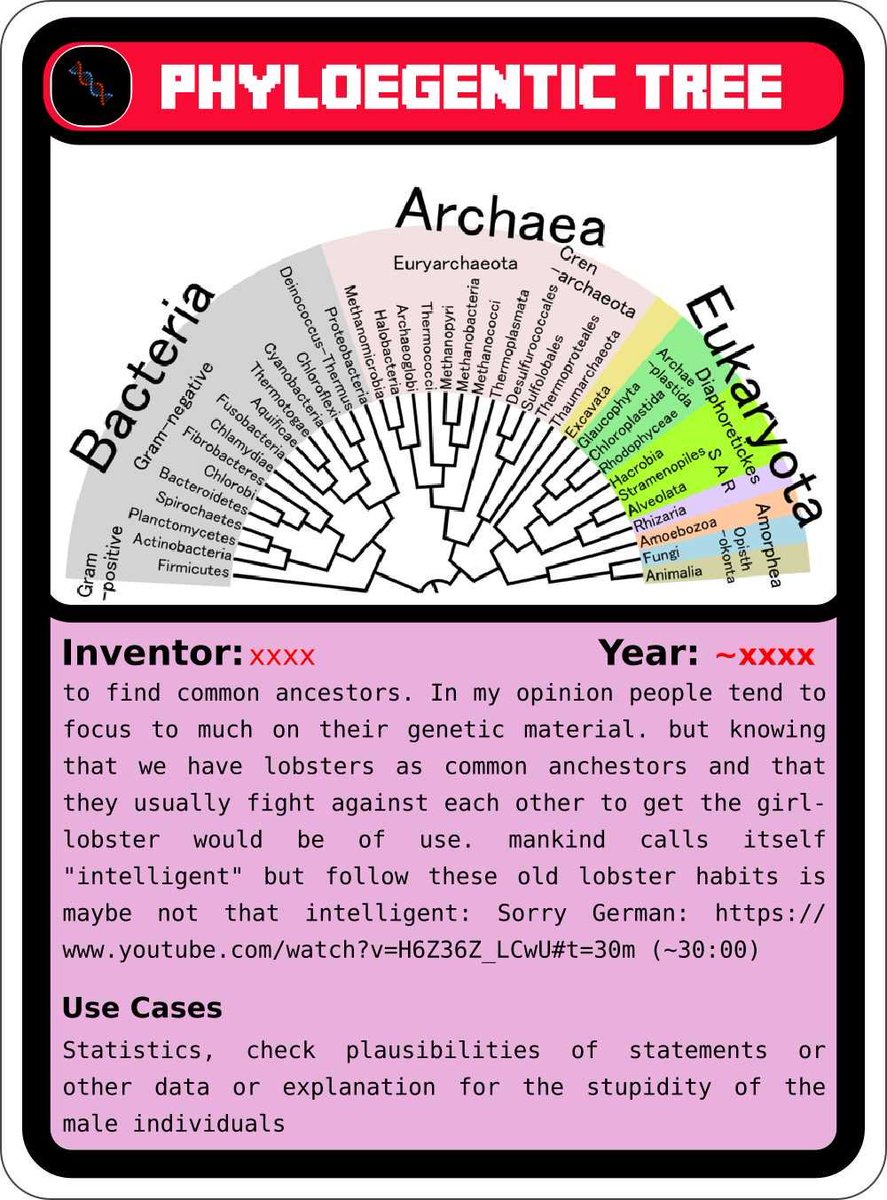 PHYLOEGENTIC TREE
Archaea
Bacteria
Eukaryota
Euryarchaeota
Cren
-archaeota
Gram-negative
Gram
-positive
Firmicutes
Actinobacteria
Planctomycetes
Spirochaetes
Bacteroidetes
Chlorobi
Fibrobacteres
Chlamydiae
Fusobacteria
Aquificae
Thermotogae
Cyanobacteria
Chloroflexi
Deinococcus-Thermus
Proteobacteria
Methanomicrobia
Halobacteria
Archaeoglobi
Thermococci
Methanopyri
Methanobacteria
Methanococci
Thermoplasmata
Desulfurococcales
Sulfolobales
Thermoproteales
Thaumarchaeota
Excavata
Glaucophyta
Chloroplastida
Rhodophyceae
Archae
-plastida
Diaphoretickes
Hacrobia
Stramenopiles
Alveolata
S A R
Rhizaria
Amoebozoa
Fungi
Animalia
Opisth
-okonta
Amorphea
Inventor: xxxx Year: ~xxxx
to find common ancestors. In my opinion people tend to
focus to much on their genetic material. but knowing
that we have lobsters as common anchestors and that
they usually fight against each other to get the girl-
lobster would be of use. mankind calls itself
"intelligent" but follow these old lobster habits is
maybe not that intelligent: Sorry German: https://
www.youtube.com/watch?v=H6Z36Z_LCwU#t=30m (~30:00)
Use Cases
Statistics, check plausibilities of statements or
other data or explanation for the stupidity of the
male individuals